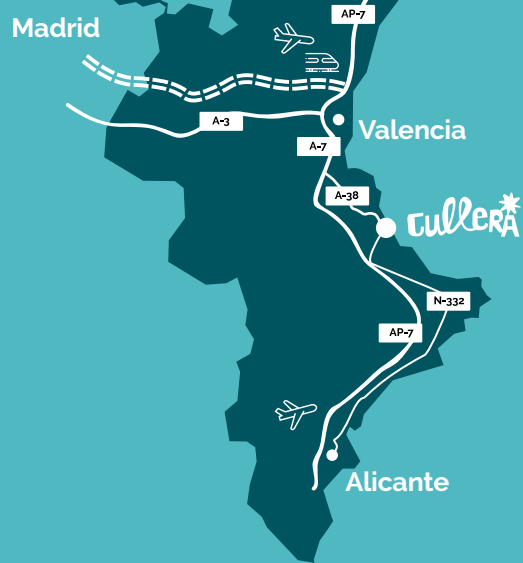 AP-7
Madrid
A-3
Valencia
A-7
A-38
cullerA
N-332
AP-7
Alicante